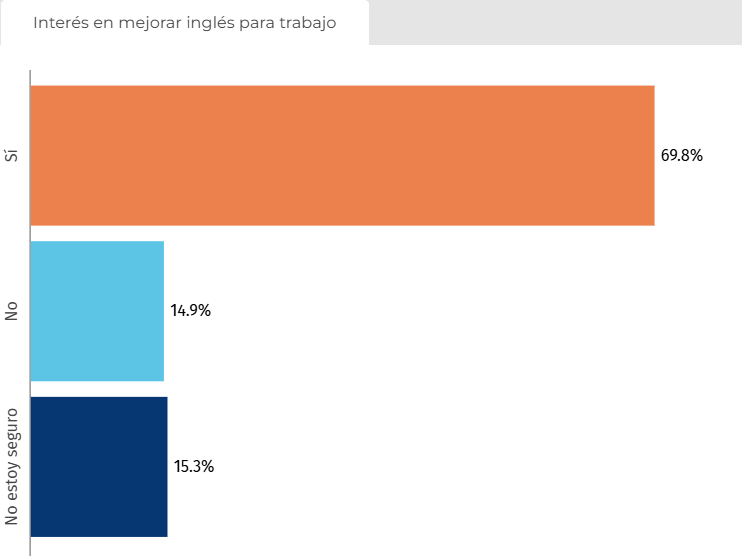 Interés en mejorar inglés para trabajo
Sí
69.8%
No
14.9%
No estoy seguro
15.3%